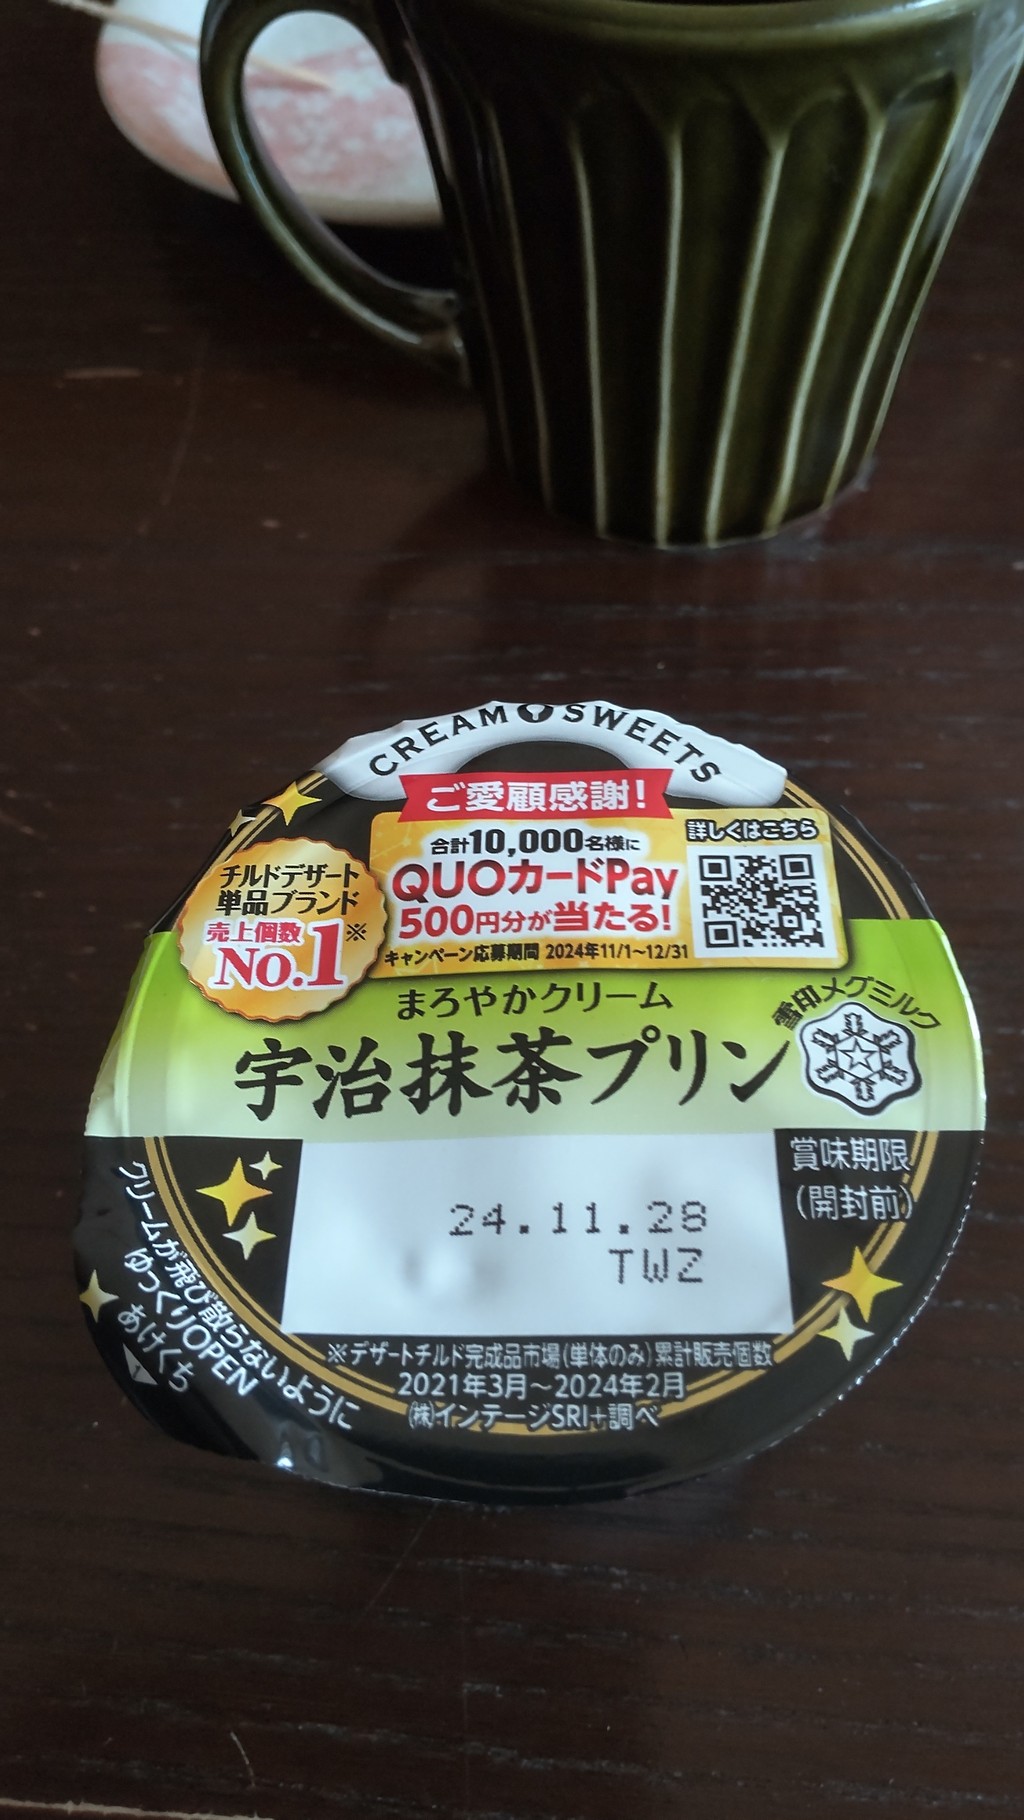 CREAM SWEETS
ご愛顧感謝!
合計10,000名様に
QUOカードPay
500円分が当たる!
キャンペーン応募期間 2024年11/1〜12/31
詳しくはこちら
チルドデザート
単品ブランド
売上個数※
No.1
まろやかクリーム
宇治抹茶プリン
雪印メグミルク
賞味期限
(開封前)
24.11.28
TWZ
クリームが飛び散らないように
ゆっくりOPEN
あけくち
※デザートチルド完成品市場(単体のみ)累計販売個数
2021年3月〜2024年2月
㈱インテージSRI+調べ